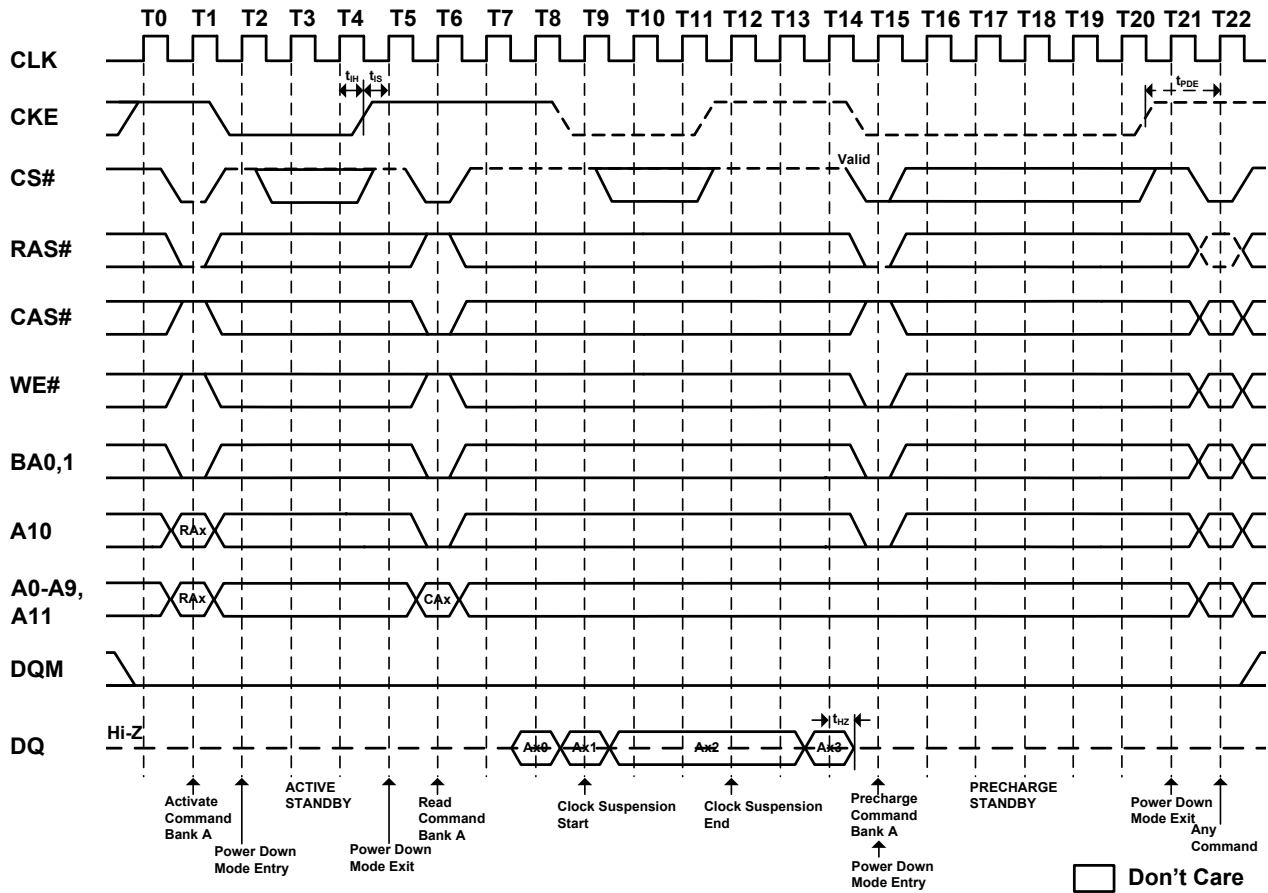 T0 T1 T2 T3 T4 T5 T6 T7 T8 T9 T10 T11 T12 T13 T14 T15 T16 T17 T18 T19 T20 T21 T22
CLK
tIH tIS tPDE
CKE
Valid
CS#
RAS#
CAS#
WE#
BA0,1
A10
RAx
A0-A9,
A11
RAx CAx
DQM
Hi-Z
DQ
Ax0 Ax1 Ax2 Ax3
tHZ
Activate
Command
Bank A
Power Down
Mode Entry
ACTIVE
STANDBY
Power Down
Mode Exit
Read
Command
Bank A
Clock Suspension
Start
Clock Suspension
End
Precharge
Command
Bank A
Power Down
Mode Entry
PRECHARGE
STANDBY
Power Down
Mode Exit
Any
Command
Don't Care